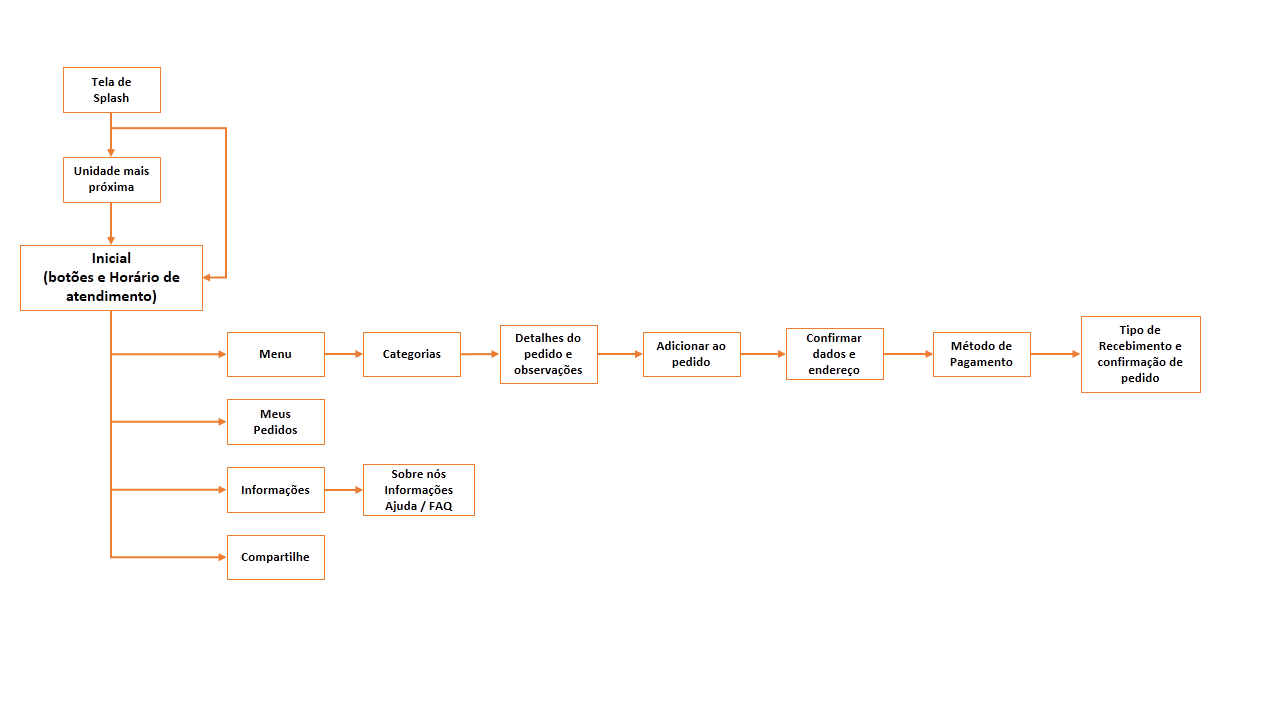 Tela de
Splash
Unidade mais
próxima
Inicial
(botões e Horário de
atendimento)
Menu
Categorias
Detalhes do
pedido e
observações
Adicionar ao
pedido
Confirmar
dados e
endereço
Método de
Pagamento
Tipo de
Recebimento e
confirmação de
pedido
Meus
Pedidos
Informações
Sobre nós
Informações
Ajuda / FAQ
Compartilhe